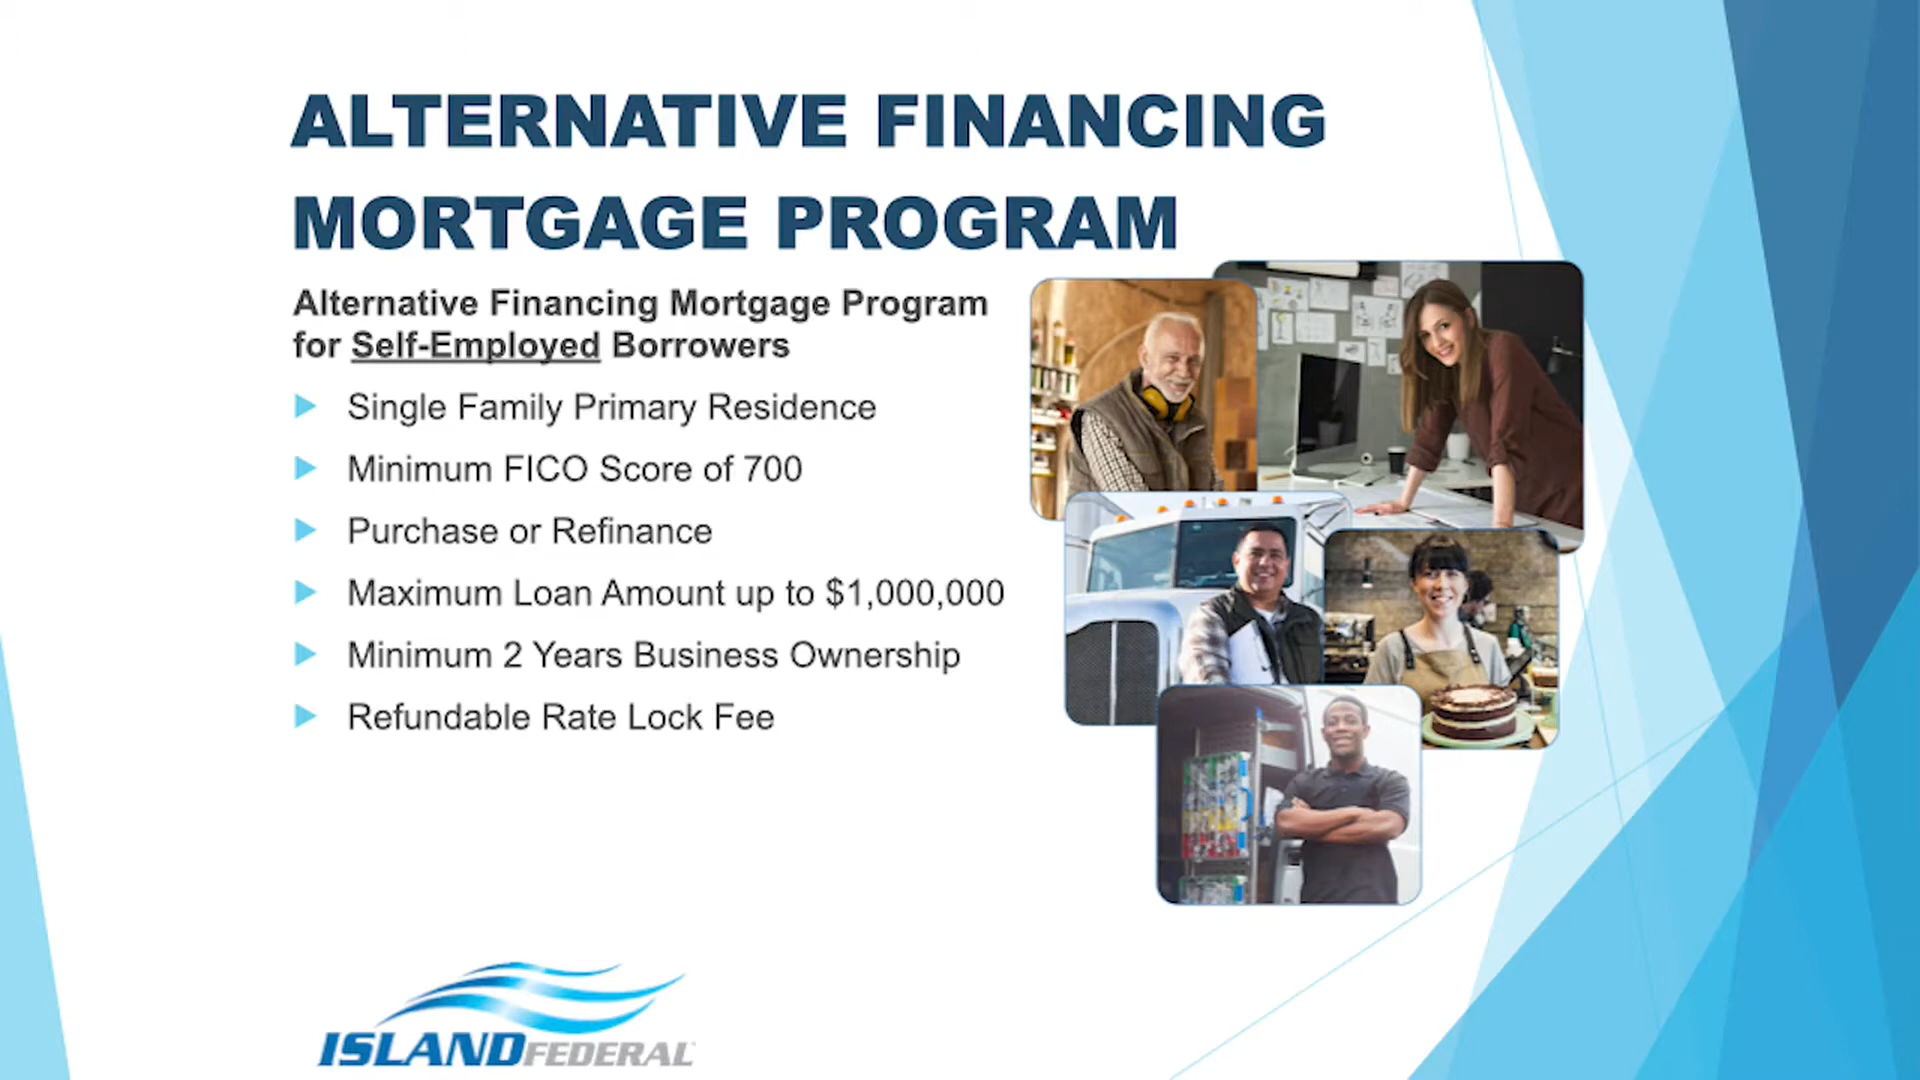 ALTERNATIVE FINANCING
MORTGAGE PROGRAM
Alternative Financing Mortgage Program
for Self-Employed Borrowers
Single Family Primary Residence
Minimum FICO Score of 700
Purchase or Refinance
Maximum Loan Amount up to $1,000,000
Minimum 2 Years Business Ownership
Refundable Rate Lock Fee
ISLAND FEDERAL